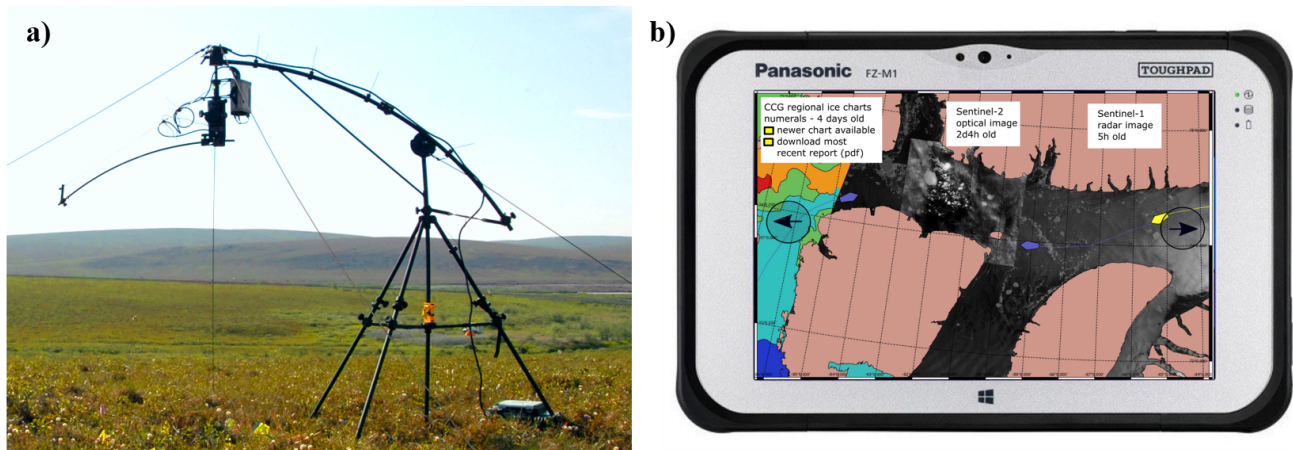 a)
b)
Panasonic FZ-M1
TOUGHPAD
CCG regional ice charts
numerals - 4 days old
newer chart available
download most
recent report (pdf)
Sentinel-2
optical image
2d4h old
Sentinel-1
radar image
5h old